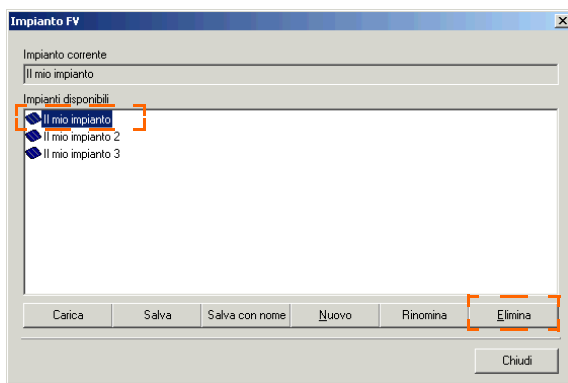 Impianto FV
Impianto corrente
Il mio impianto
Impianti disponibili
Il mio impianto
Il mio impianto 2
Il mio impianto 3
Carica Salva Salva con nome Nuovo Rinomina Elimina
Chiudi